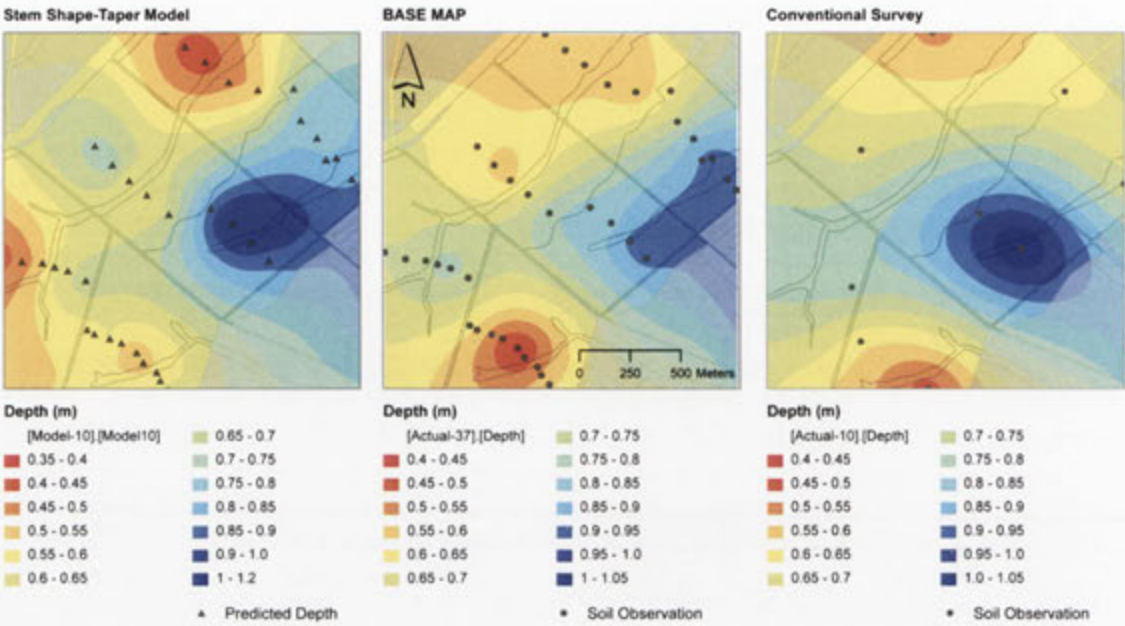 Stem Shape-Taper Model
BASE MAP
Conventional Survey
N
0 250 500 Meters
Depth (m)
[Model-10].[Model10]
0.35 - 0.4
0.4 - 0.45
0.45 - 0.5
0.5 - 0.55
0.55 - 0.6
0.6 - 0.65
0.65 - 0.7
0.7 - 0.75
0.75 - 0.8
0.8 - 0.85
0.85 - 0.9
0.9 - 1.0
1 - 1.2
Predicted Depth
Depth (m)
[Actual-37].[Depth]
0.4 - 0.45
0.45 - 0.5
0.5 - 0.55
0.55 - 0.6
0.6 - 0.65
0.65 - 0.7
0.7 - 0.75
0.75 - 0.8
0.8 - 0.85
0.85 - 0.9
0.9 - 0.95
0.95 - 1.0
1 - 1.05
Soil Observation
Depth (m)
[Actual-10].[Depth]
0.4 - 0.45
0.45 - 0.5
0.5 - 0.55
0.55 - 0.6
0.6 - 0.65
0.65 - 0.7
0.7 - 0.75
0.75 - 0.8
0.8 - 0.85
0.85 - 0.9
0.9 - 0.95
0.95 - 1.0
1.0 - 1.05
Soil Observation